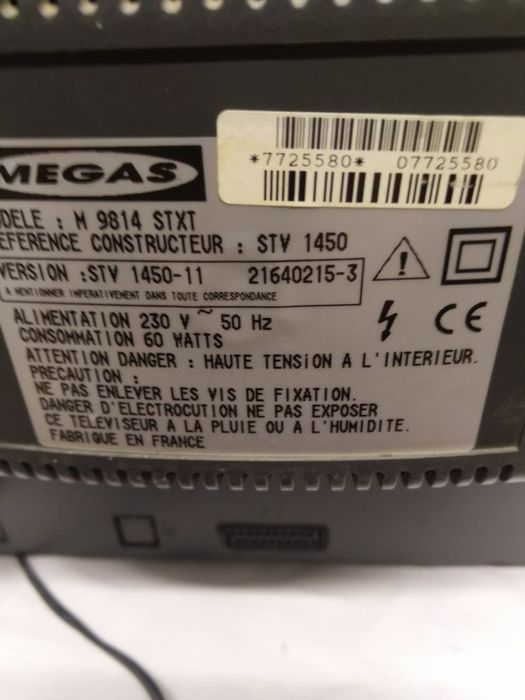 *7725580* 07725580
MEGAS
DELE : M 9814 STXT
EFERENCE CONSTRUCTEUR : STV 1450
VERSION :STV 1450-11 21640215-3
A MENTIONNER IMPERATIVEMENT DANS TOUTE CORRESPONDANCE
ALIMENTATION 230 V ~ 50 Hz
CONSOMMATION 60 WATTS
CE
ATTENTION DANGER : HAUTE TENSION A L'INTERIEUR.
PRECAUTION :
NE PAS ENLEVER LES VIS DE FIXATION.
DANGER D'ELECTROCUTION NE PAS EXPOSER
CE TELEVISEUR A LA PLUIE OU A L'HUMIDITE.
FABRIQUE EN FRANCE